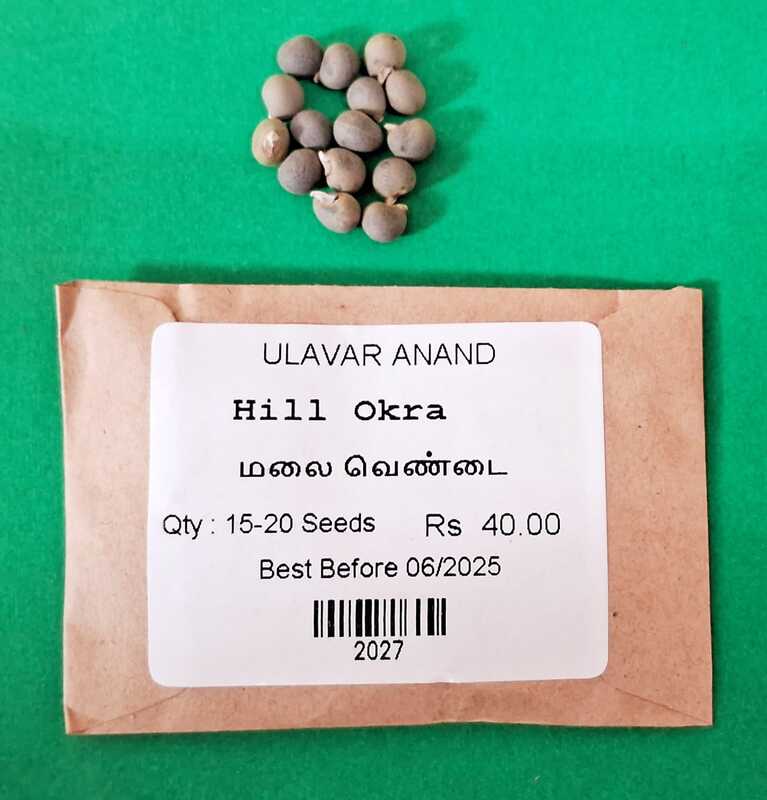 ULAVAR ANAND
Hill Okra
மலை வெண்டை
Qty : 15-20 Seeds Rs 40.00
Best Before 06/2025
2027